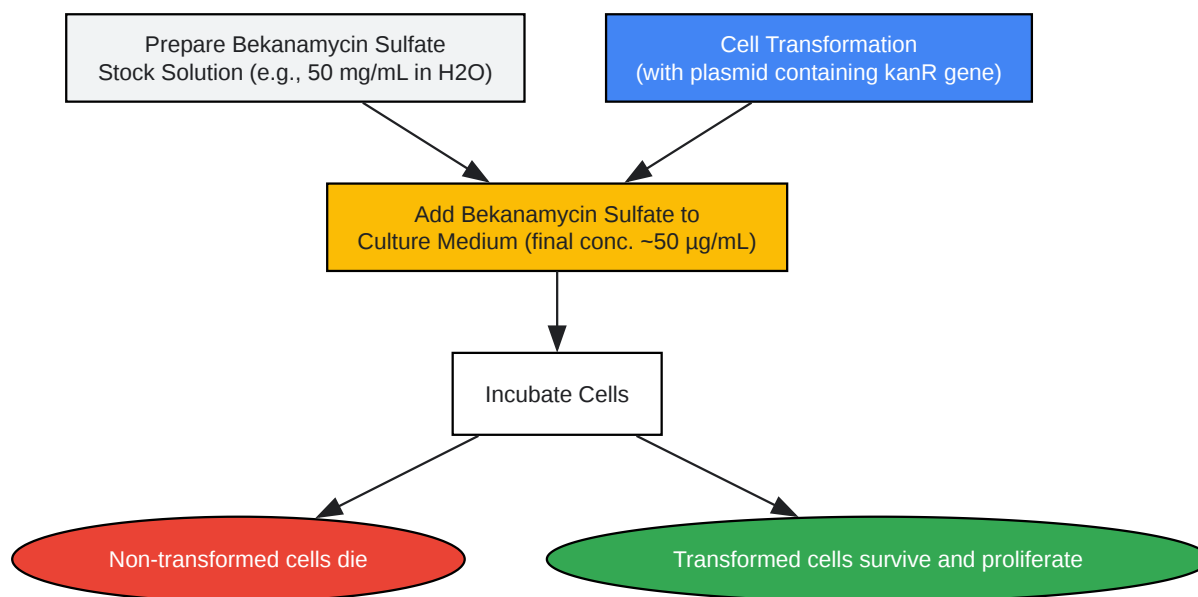 Prepare Bekanamycin Sulfate
Stock Solution (e.g., 50 mg/mL in H2O)
Cell Transformation
(with plasmid containing kanR gene)
Add Bekanamycin Sulfate to
Culture Medium (final conc. ~50 µg/mL)
Incubate Cells
Non-transformed cells die
Transformed cells survive and proliferate